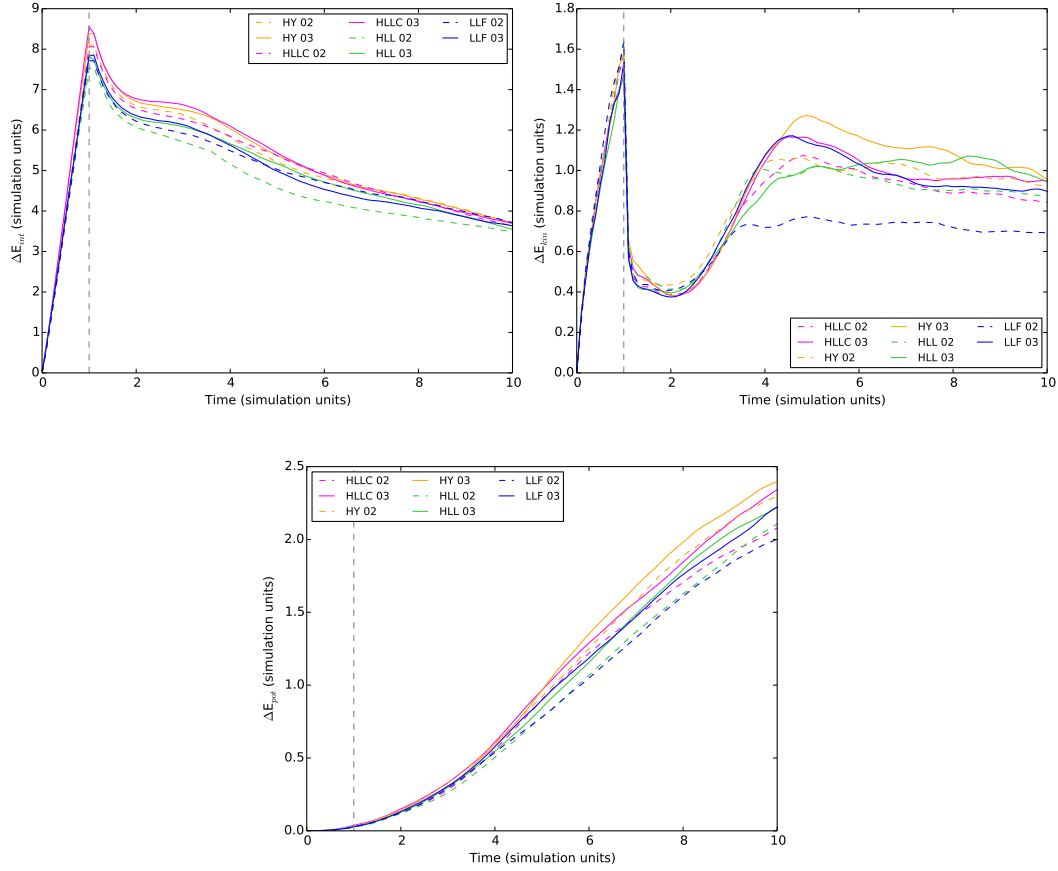 9
8
7
6
5
4
3
2
1
0
ΔE_int (simulation units)
HY 02
HY 03
HLLC 02
HLLC 03
HLL 02
HLL 03
LLF 02
LLF 03
0 2 4 6 8 10
Time (simulation units)
1.8
1.6
1.4
1.2
1.0
0.8
0.6
0.4
0.2
0.0
ΔE_kin (simulation units)
HLLC 02
HLLC 03
HY 02
HY 03
HLL 02
HLL 03
LLF 02
LLF 03
0 2 4 6 8 10
Time (simulation units)
2.5
2.0
1.5
1.0
0.5
0.0
ΔE_pot (simulation units)
HLLC 02
HLLC 03
HY 02
HY 03
HLL 02
HLL 03
LLF 02
LLF 03
0 2 4 6 8 10
Time (simulation units)